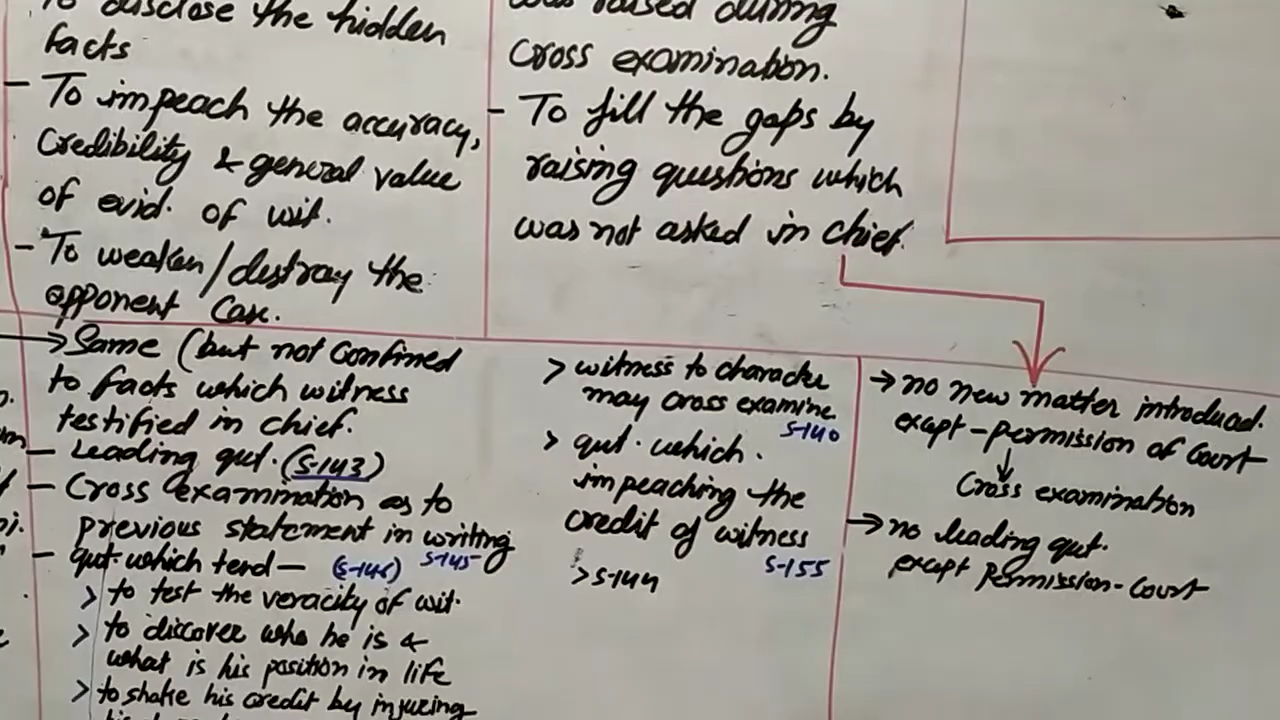 To disclose the hidden
facts
- To impeach the accuracy,
Credibility & general value
of evid. of wit.
- To weaken/destroy the
opponent case.
was raised during
cross examination.
- To fill the gaps by
raising questions which
was not asked in chief.
→ Same (but not Confined
to facts which witness
testified in chief.
- Leading qut. (S-143)
- Cross examination as to
previous statement in writing
S-145
- qut. which tend - (S-146)
> to test the veracity of wit.
> to discover who he is &
what is his position in life
> to shake his credit by injuring
> witness to character
may cross examine
S-140
> qut. which
impeaching the
credit of witness
S-155
> S-144
→ no new matter introduced.
except - permission of Court
↓
Cross examination
→ no leading qut.
except permission - Court